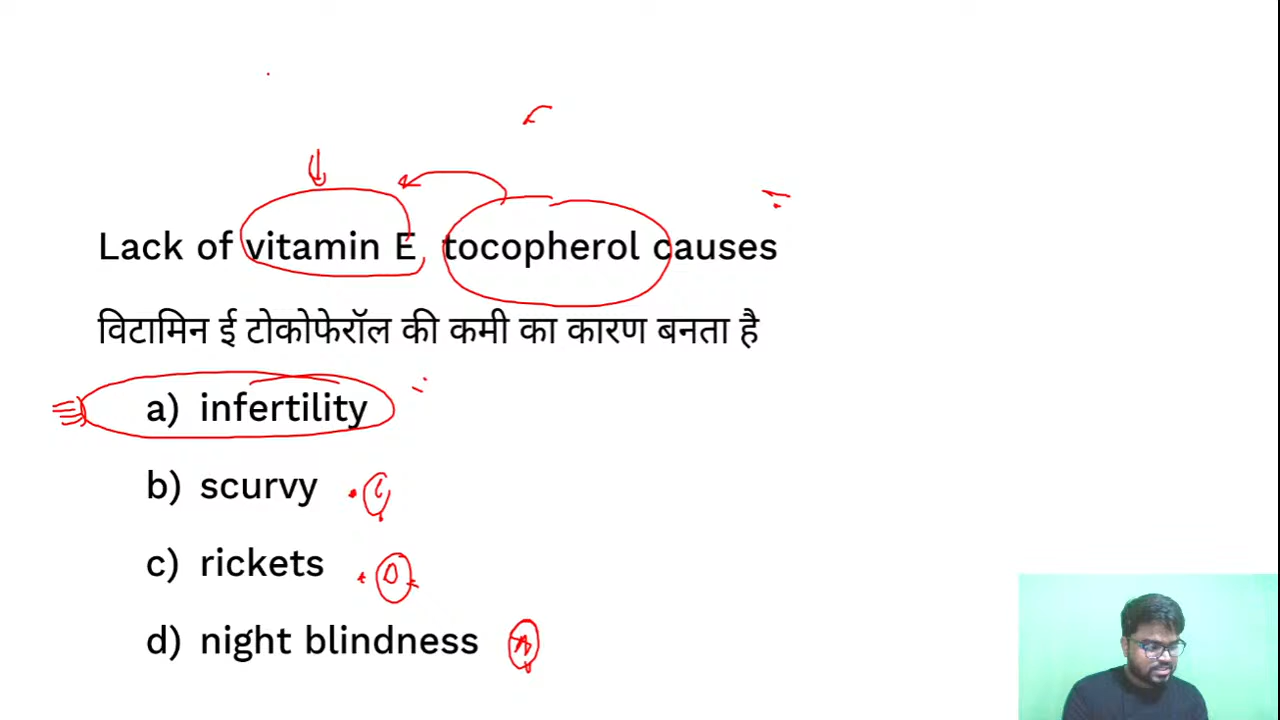 Lack of vitamin E tocopherol causes
विटामिन ई टोकोफेरॉल की कमी का कारण बनता है
a) infertility
b) scurvy C
c) rickets D
d) night blindness A